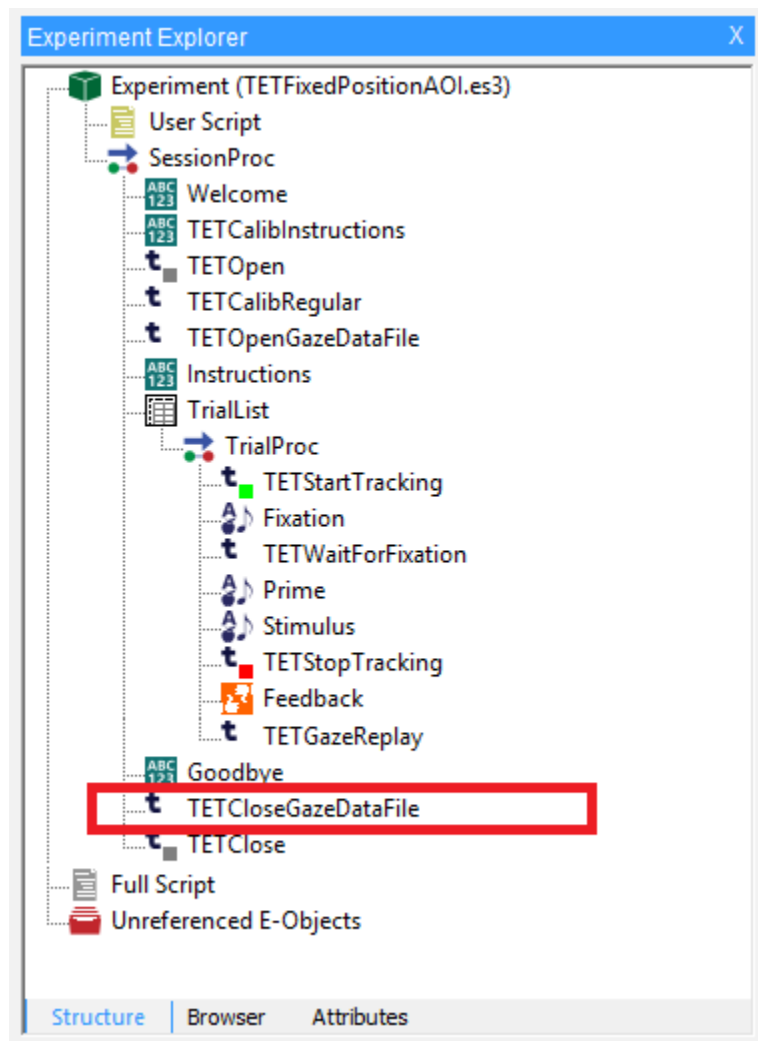 Experiment Explorer X
Experiment (TETFixedPositionAOI.es3)
User Script
SessionProc
ABC 123 Welcome
ABC 123 TETCalibInstructions
t TETOpen
t TETCalibRegular
t TETOpenGazeDataFile
ABC 123 Instructions
TrialList
TrialProc
t TETStartTracking
A Fixation
t TETWaitForFixation
A Prime
A Stimulus
t TETStopTracking
Feedback
t TETGazeReplay
ABC 123 Goodbye
t TETCloseGazeDataFile
t TETClose
Full Script
Unreferenced E-Objects
Structure Browser Attributes